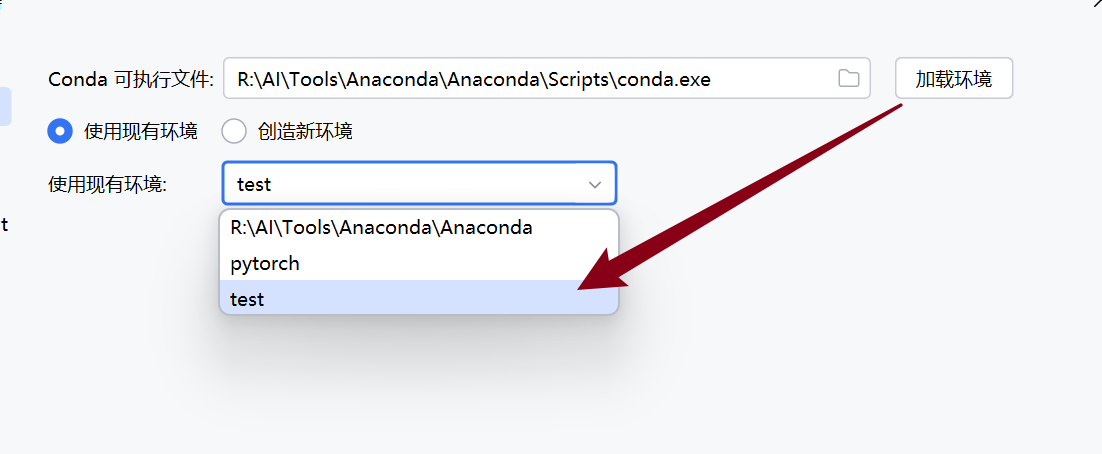 Conda 可执行文件: R:\AI\Tools\Anaconda\Anaconda\Scripts\conda.exe 加载环境
使用现有环境 创造新环境
使用现有环境: test
t
R:\AI\Tools\Anaconda\Anaconda
pytorch
test